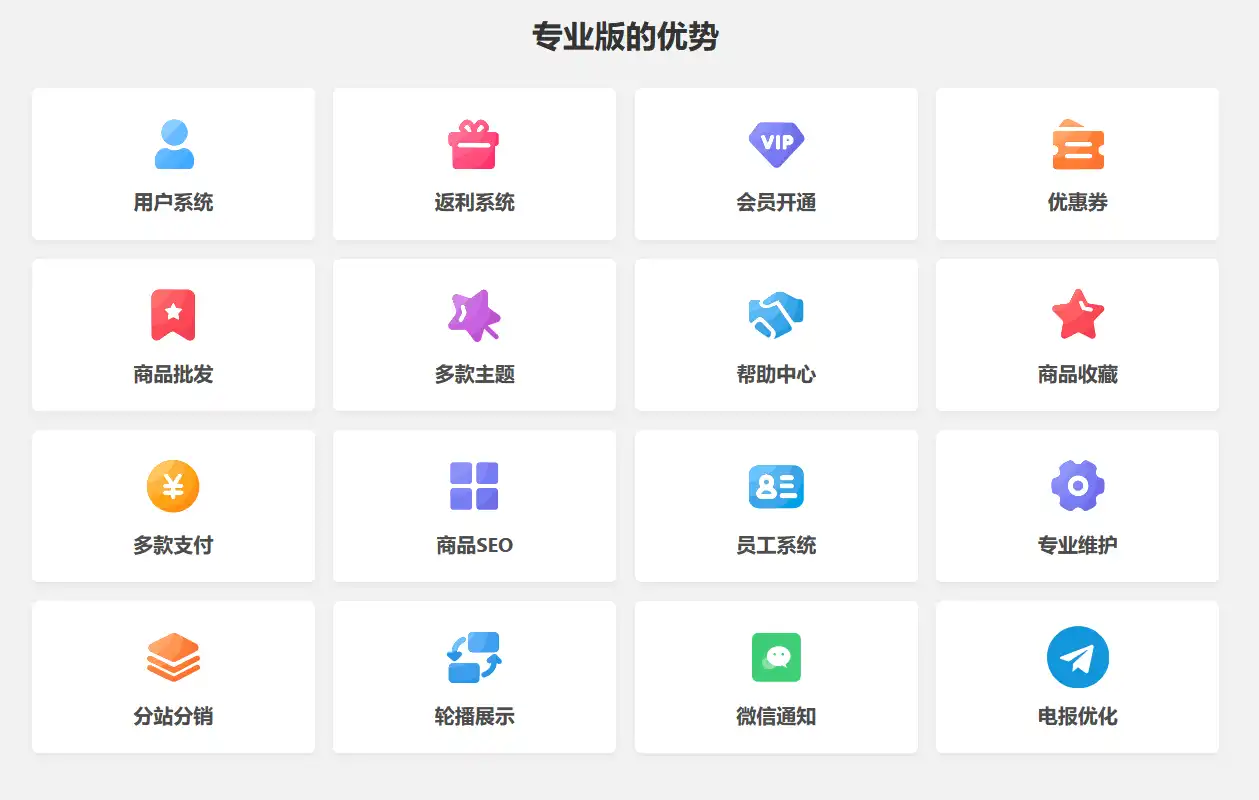 专业版的优势
用户系统
返利系统
VIP
会员开通
优惠券
商品批发
多款主题
帮助中心
商品收藏
¥
多款支付
商品SEO
员工系统
专业维护
分站分销
轮播展示
微信通知
电报优化